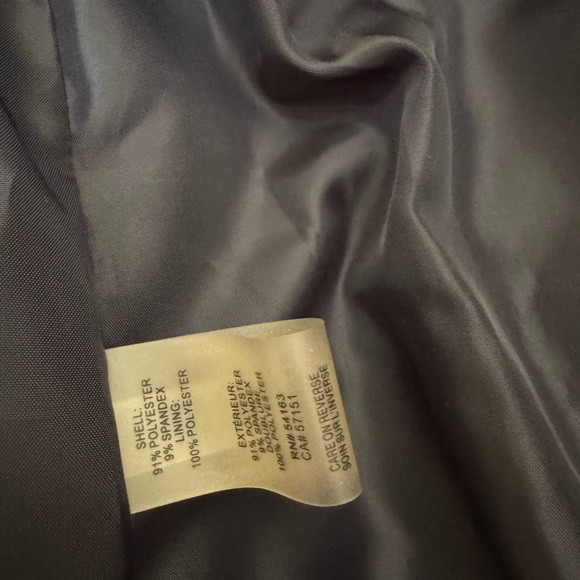 SHELL:
91% POLYESTER
9% SPANDEX
LINING:
100% POLYESTER
EXTÉRIEUR:
91% POLYESTER
9% SPANDEX
DOUBLURE:
100% POLYESTER
RN# 54163
CA# 57151
CARE ON REVERSE
SOIN SUR L'INVERSE